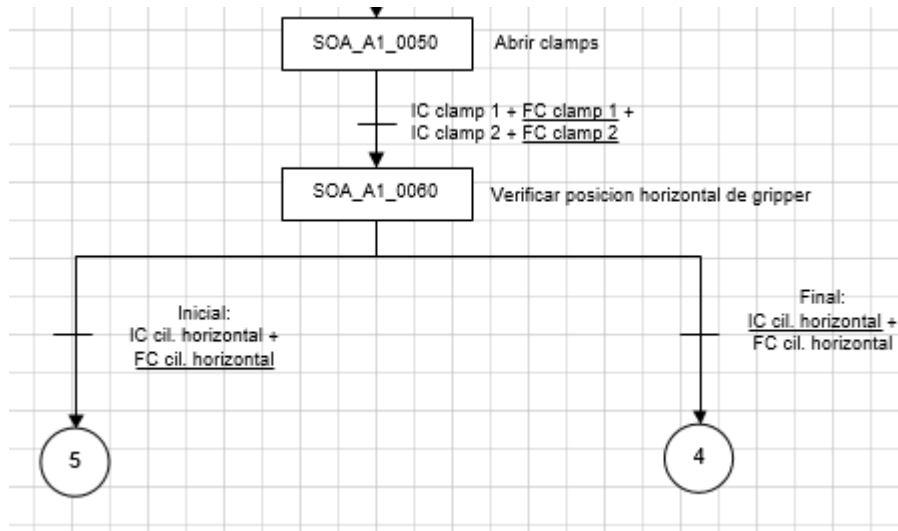 SOA_A1_0050
Abrir clamps
IC clamp 1 + FC clamp 1 +
IC clamp 2 + FC clamp 2
SOA_A1_0060
Verificar posicion horizontal de gripper
Inicial:
IC cil. horizontal +
FC cil. horizontal
Final:
IC cil. horizontal +
FC cil. horizontal
5
4